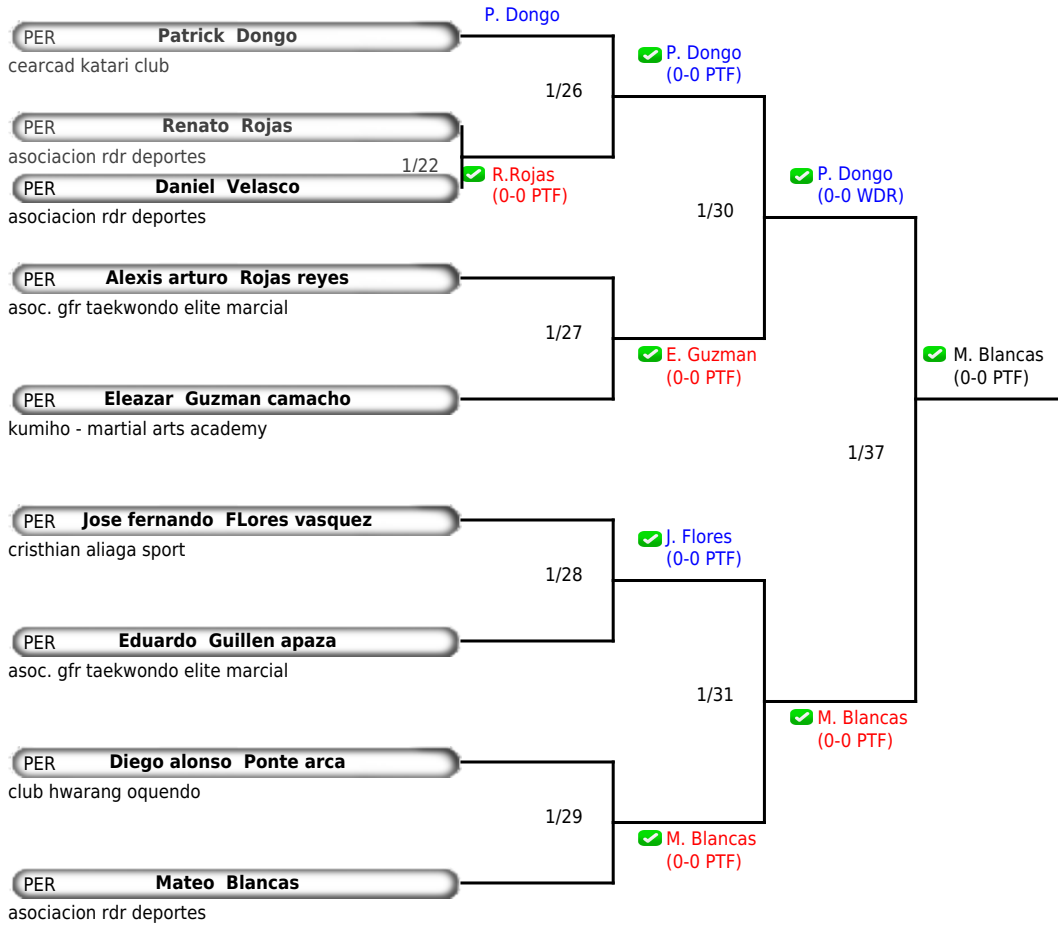 P. Dongo
PER Patrick Dongo
cearcad katari club
P. Dongo
(0-0 PTF)
1/26
PER Renato Rojas
asociacion rdr deportes
1/22
R.Rojas
(0-0 PTF)
PER Daniel Velasco
asociacion rdr deportes
P. Dongo
(0-0 WDR)
1/30
PER Alexis arturo Rojas reyes
asoc. gfr taekwondo elite marcial
1/27
E. Guzman
(0-0 PTF)
M. Blancas
(0-0 PTF)
PER Eleazar Guzman camacho
kumiho - martial arts academy
1/37
PER Jose fernando FLores vasquez
cristhian aliaga sport
J. Flores
(0-0 PTF)
1/28
PER Eduardo Guillen apaza
asoc. gfr taekwondo elite marcial
1/31
M. Blancas
(0-0 PTF)
PER Diego alonso Ponte arca
club hwarang oquendo
1/29
M. Blancas
(0-0 PTF)
PER Mateo Blancas
asociacion rdr deportes